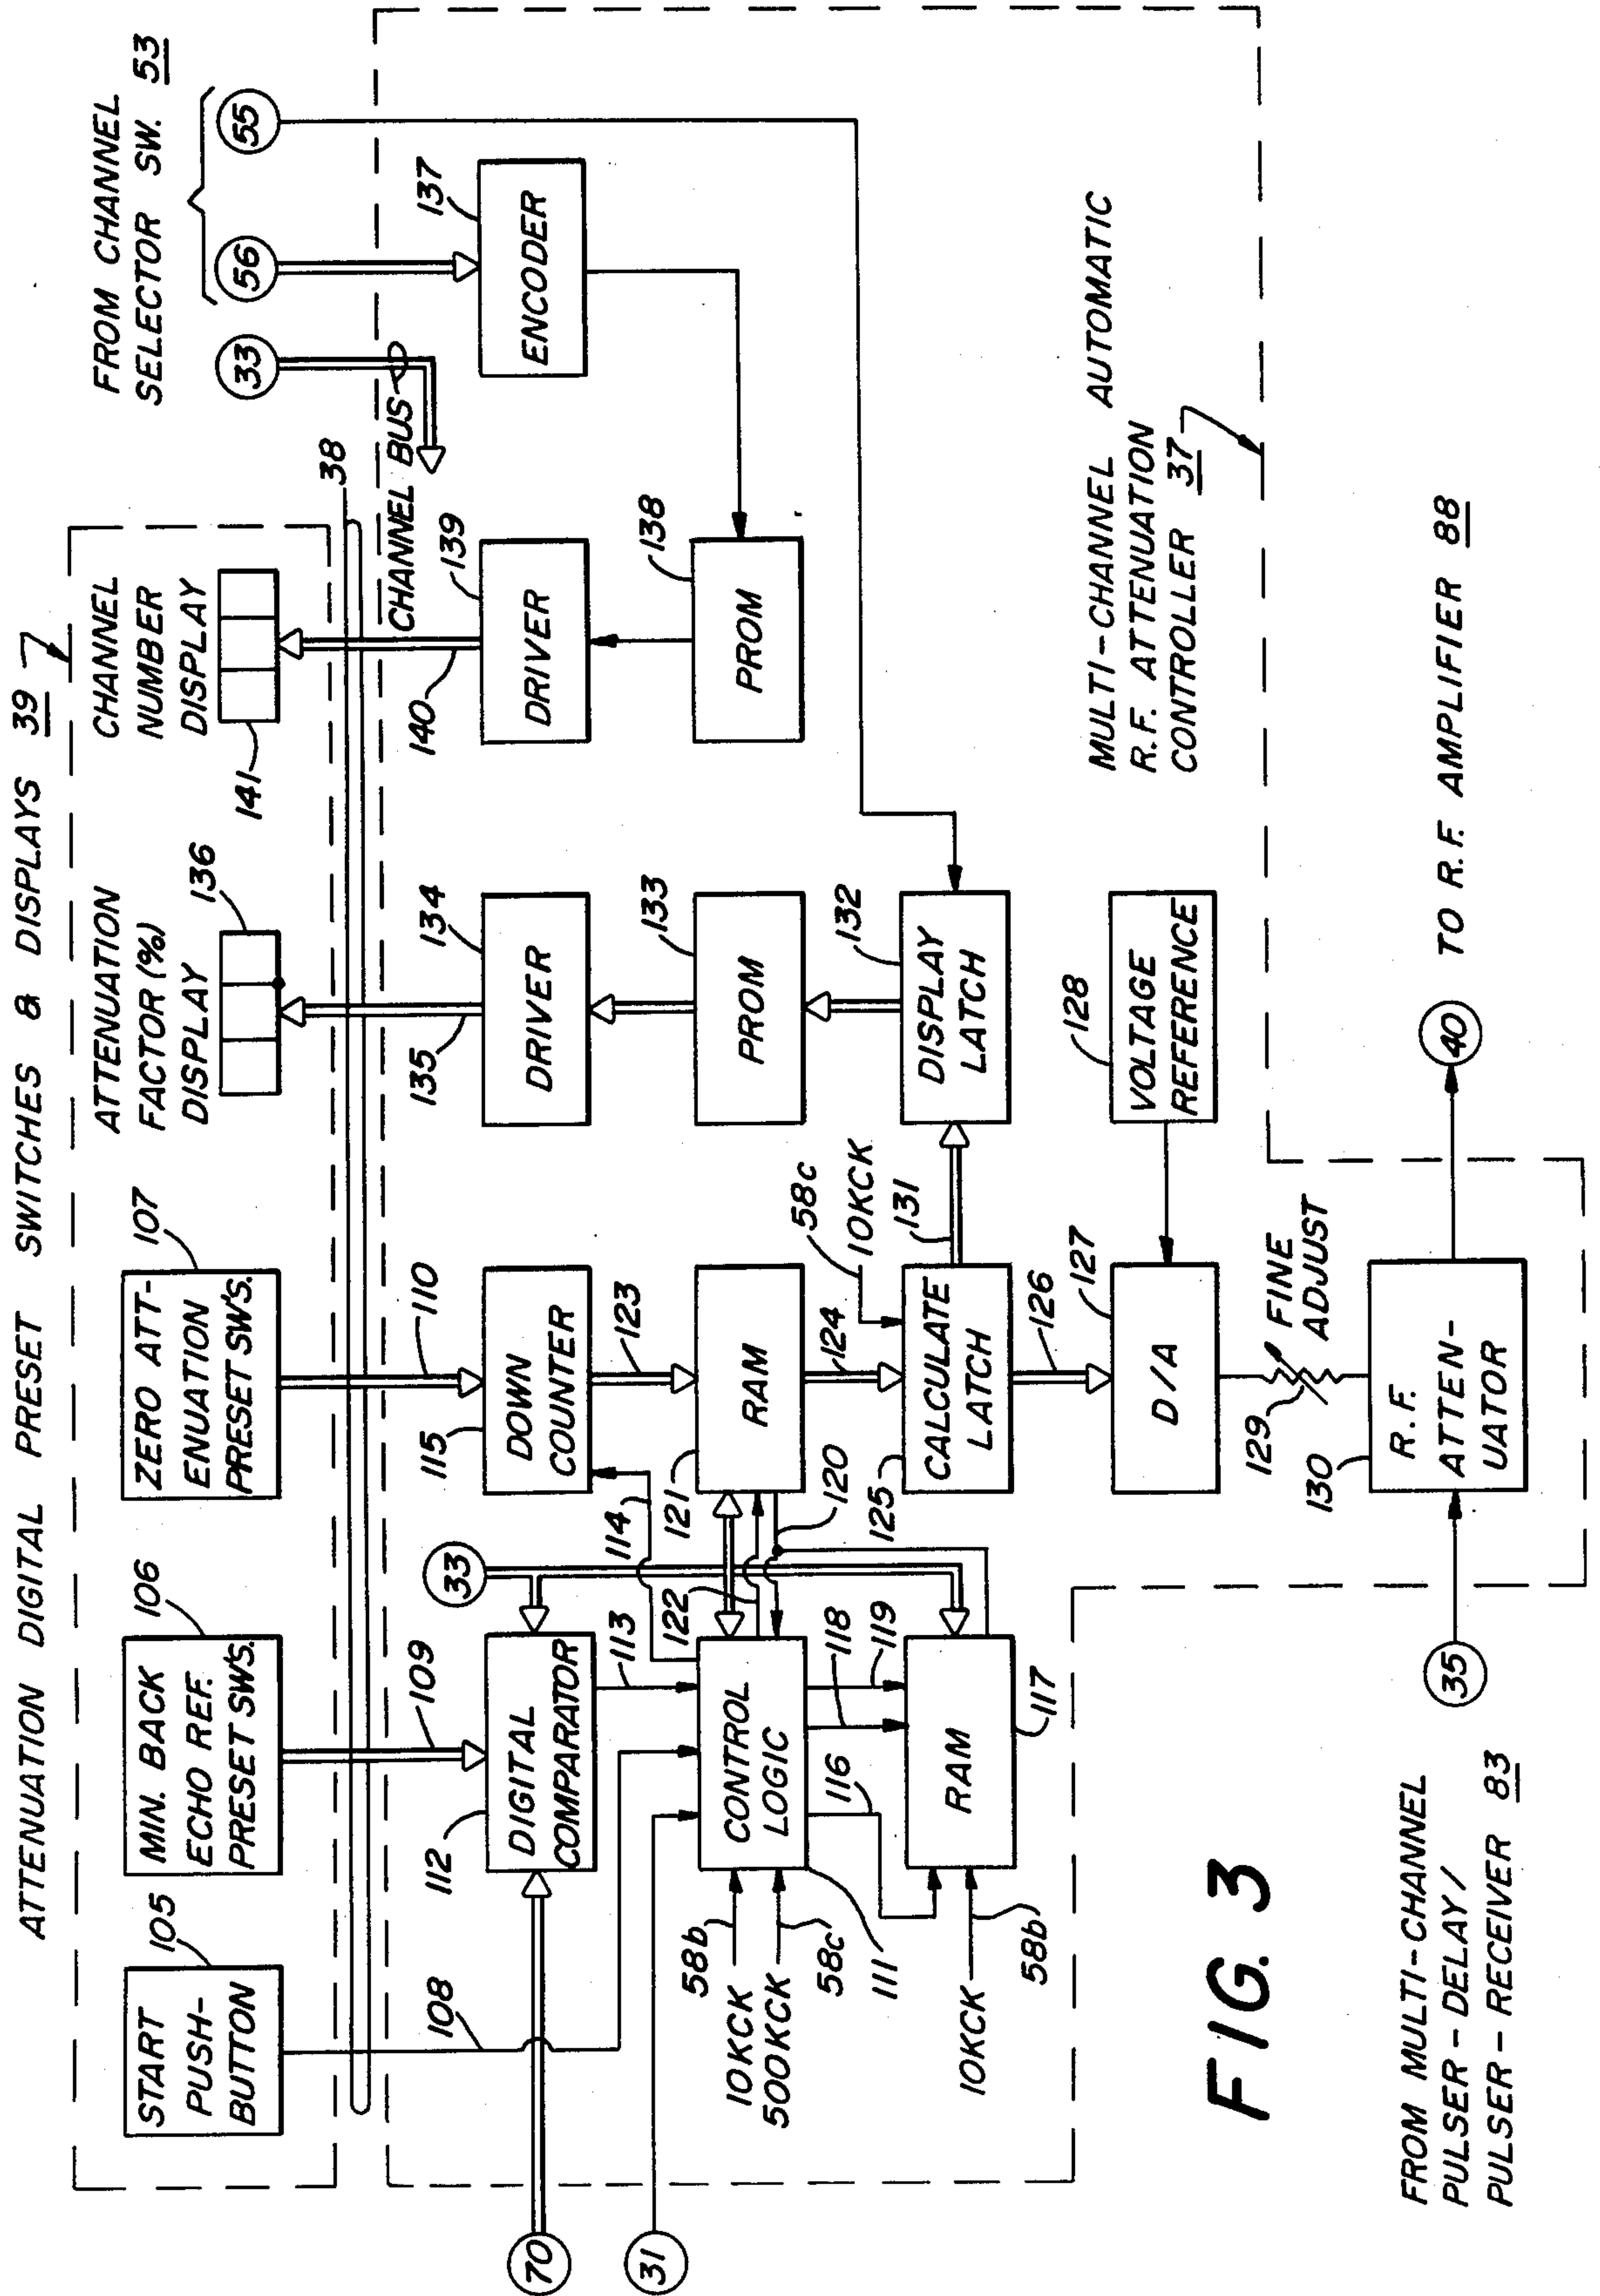 ATTENUATION DIGITAL PRESET SWITCHES & DISPLAYS 39
START
PUSH-
BUTTON
105
MIN. BACK
ECHO REF.
PRESET SW'S.
106
ZERO ATT-
ENUATION
PRESET SW'S.
107
ATTENUATION
FACTOR (%)
DISPLAY
136
CHANNEL
NUMBER
DISPLAY
141
FROM CHANNEL
SELECTOR SW. 53
33
56
55
38
108
109
110
135
140
CHANNEL BUS
70
112
DIGITAL
COMPARATOR
33
115
DOWN
COUNTER
134
DRIVER
139
DRIVER
137
ENCODER
113
114
123
31
10KCK
58b
500KCK
58c
111
CONTROL
LOGIC
122
121
RAM
120
133
PROM
138
PROM
116
118
119
124
58c
10KCK
10KCK
58b
RAM
117
125
CALCULATE
LATCH
131
132
DISPLAY
LATCH
126
127
D/A
128
VOLTAGE
REFERENCE
129
FINE
ADJUST
130
R.F.
ATTEN-
UATOR
MULTI-CHANNEL AUTOMATIC
R.F. ATTENUATION
CONTROLLER 37
FIG. 3
FROM MULTI-CHANNEL
PULSER-DELAY/
PULSER-RECEIVER 83
35
40
TO R.F. AMPLIFIER 88